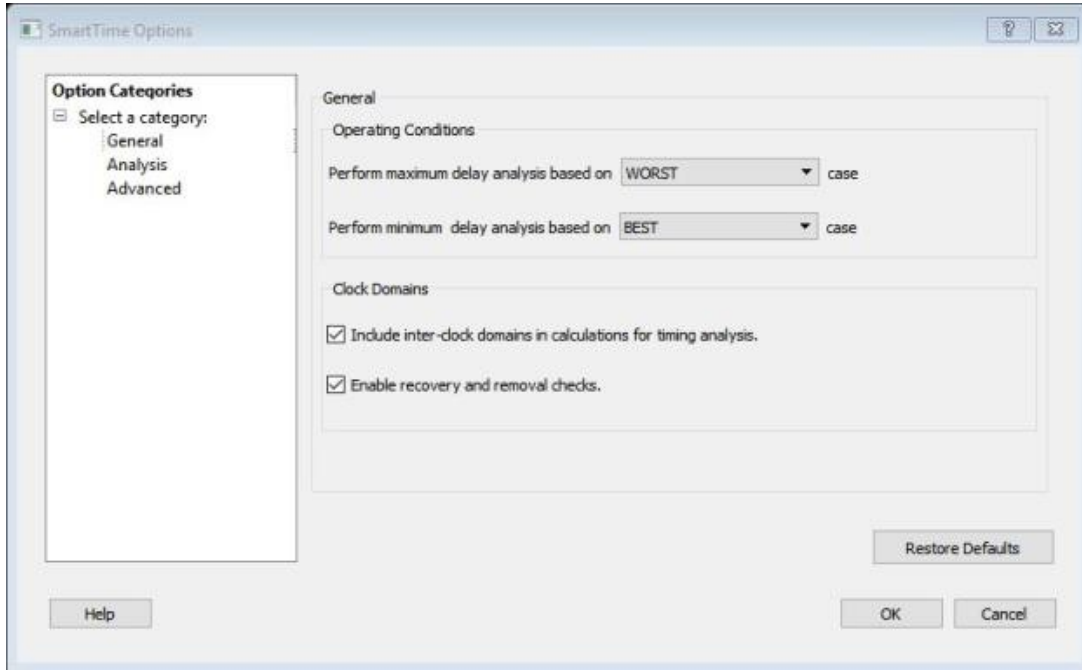 SmartTime Options
Option Categories
Select a category:
General
Analysis
Advanced
General
Operating Conditions
Perform maximum delay analysis based on WORST case
Perform minimum delay analysis based on BEST case
Clock Domains
Include inter-clock domains in calculations for timing analysis.
Enable recovery and removal checks.
Restore Defaults
Help OK Cancel